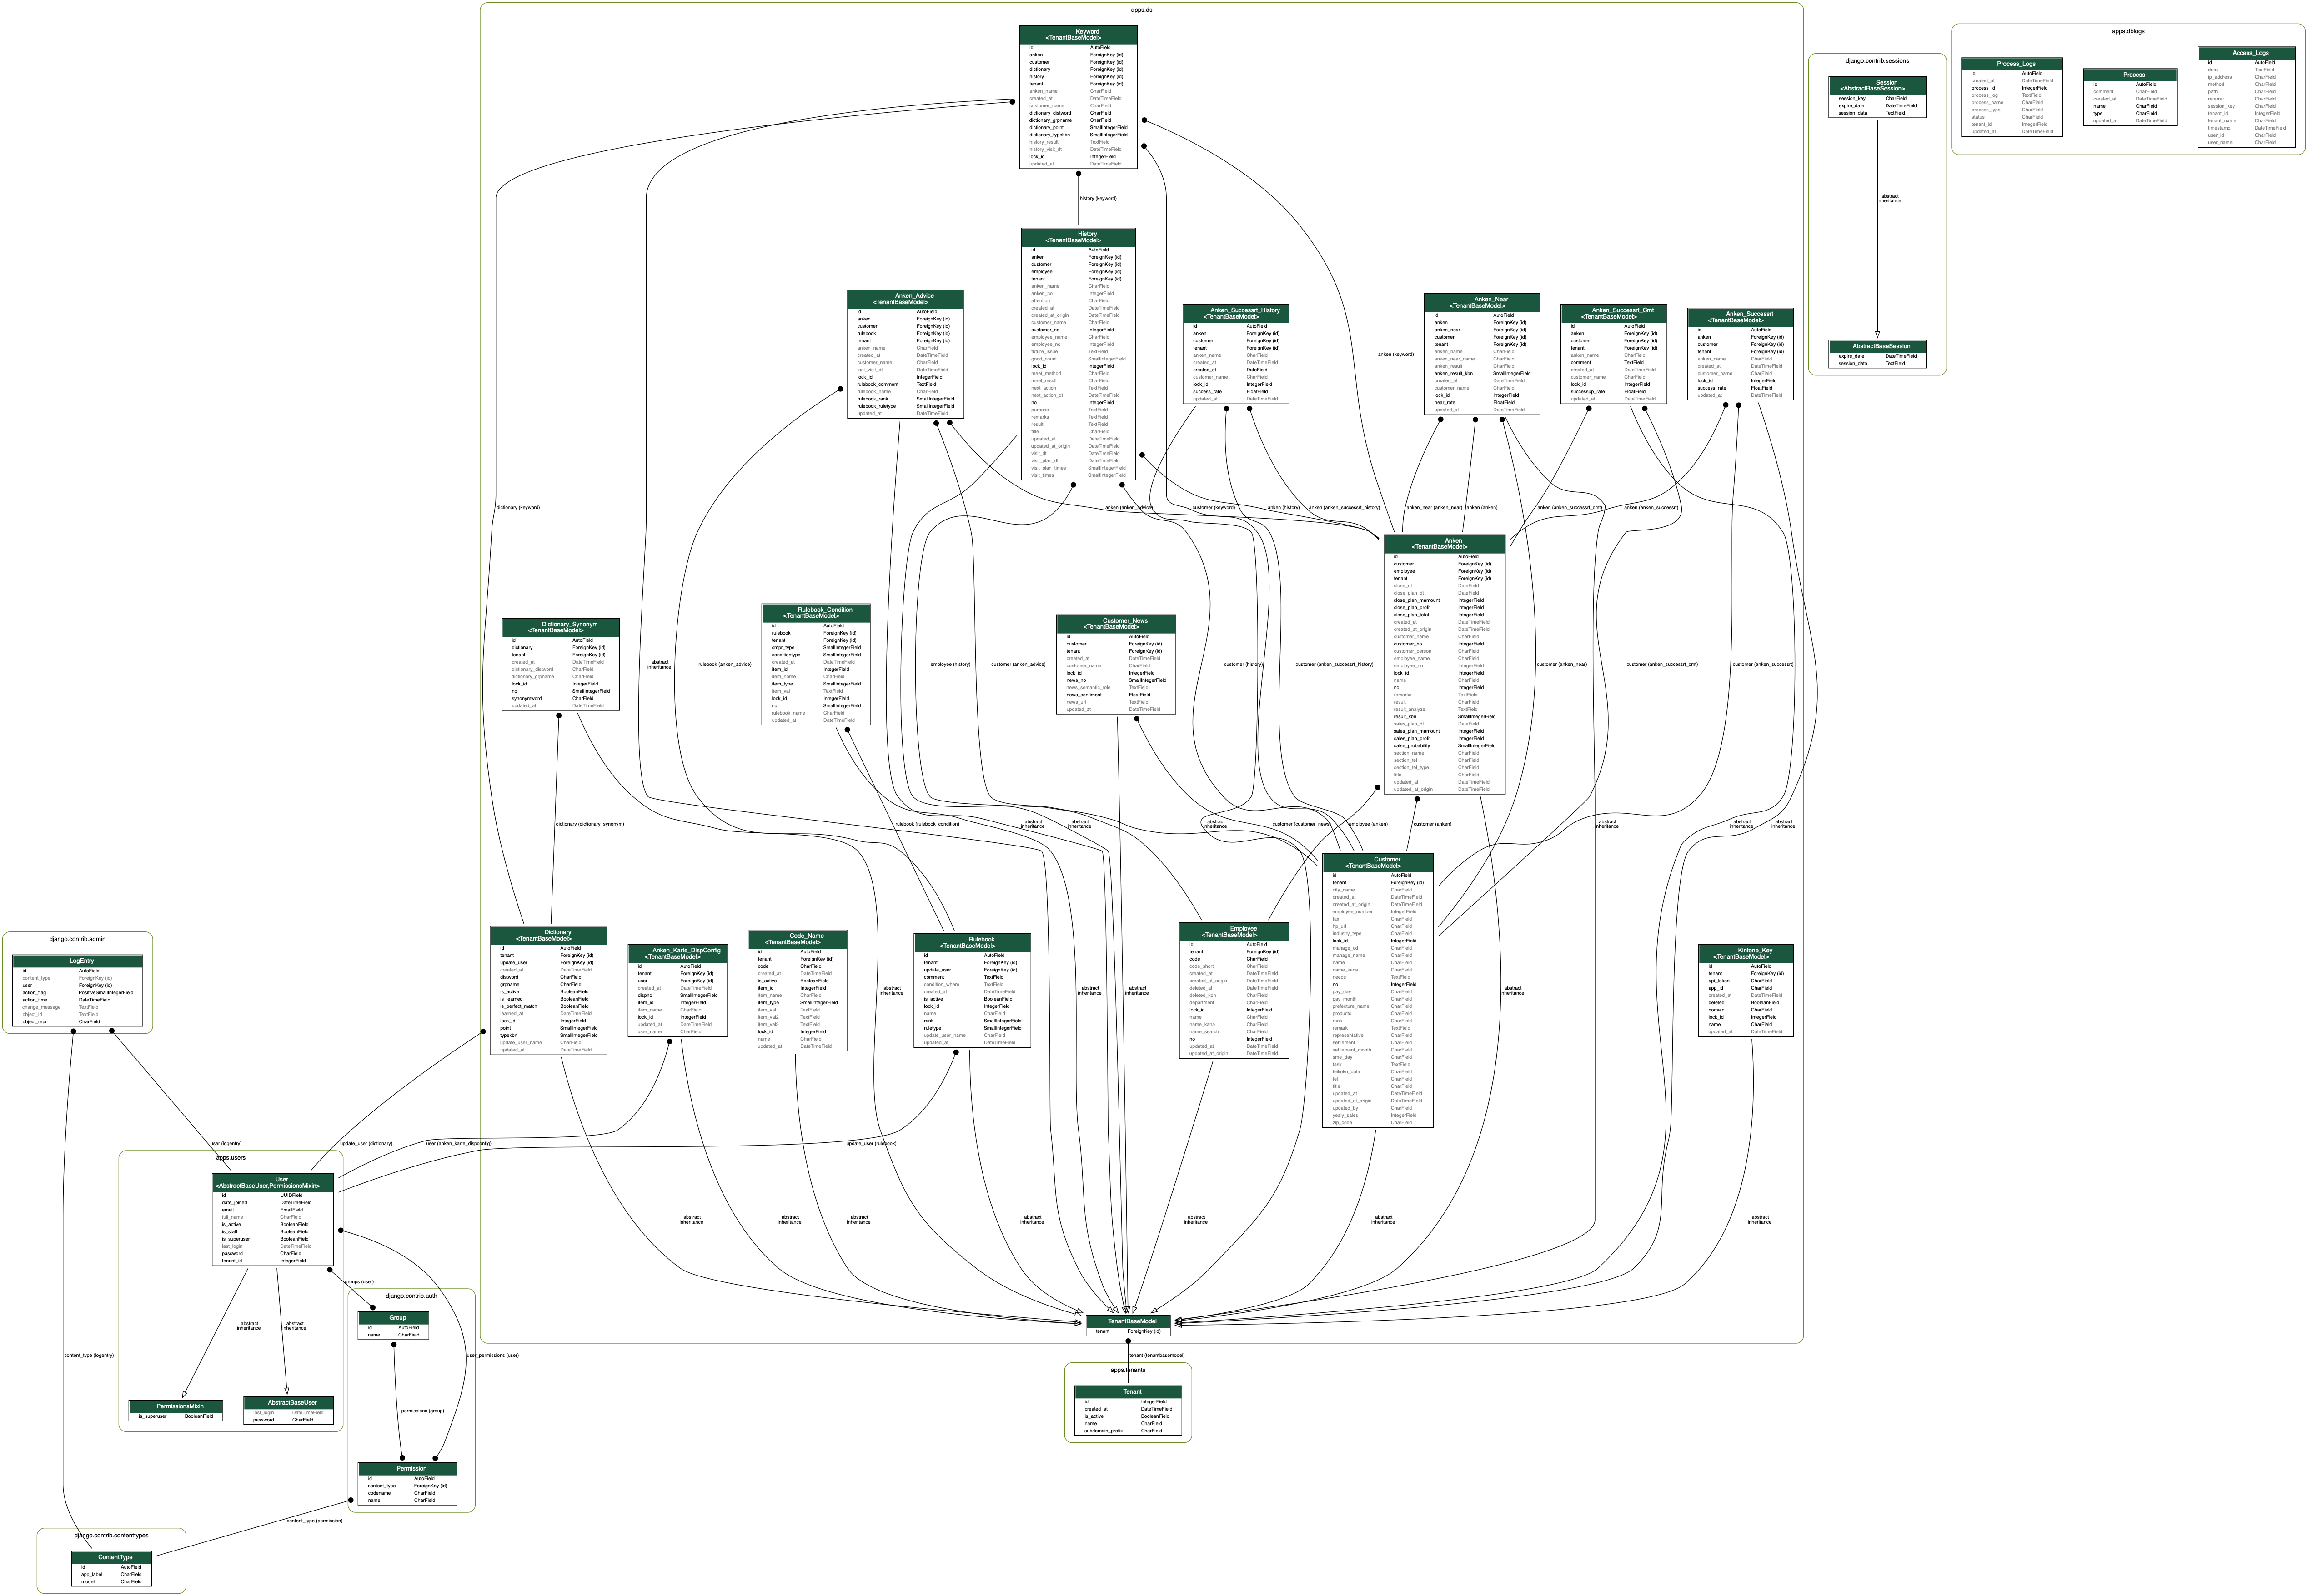 apps.ds
Keyword
<TenantBaseModel>
id AutoField
anken ForeignKey (id)
customer ForeignKey (id)
dictionary ForeignKey (id)
history ForeignKey (id)
tenant ForeignKey (id)
anken_name CharField
created_at DateTimeField
customer_name CharField
dictionary_distword CharField
dictionary_grpname CharField
dictionary_point SmallIntegerField
dictionary_typekbn SmallIntegerField
history_result TextField
history_visit_dt DateTimeField
lock_id IntegerField
updated_at DateTimeField
django.contrib.sessions
Session
<AbstractBaseSession>
session_key CharField
expire_date DateTimeField
session_data TextField
abstract
inheritance
AbstractBaseSession
expire_date DateTimeField
session_data TextField
apps.dblogs
Process_Logs
id AutoField
created_at DateTimeField
process_id IntegerField
process_log TextField
process_name CharField
process_type CharField
status CharField
tenant_id IntegerField
updated_at DateTimeField
Process
id AutoField
comment CharField
created_at DateTimeField
name CharField
type CharField
updated_at DateTimeField
Access_Logs
id AutoField
data TextField
ip_address CharField
method CharField
path CharField
referrer CharField
session_key CharField
tenant_id IntegerField
tenant_name CharField
timestamp DateTimeField
user_id CharField
user_name CharField
history (keyword)
History
<TenantBaseModel>
id AutoField
anken ForeignKey (id)
customer ForeignKey (id)
employee ForeignKey (id)
tenant ForeignKey (id)
anken_name CharField
anken_no IntegerField
attention CharField
created_at DateTimeField
created_at_origin DateTimeField
customer_name CharField
customer_no IntegerField
employee_name CharField
employee_no IntegerField
future_issue TextField
good_count SmallIntegerField
lock_id IntegerField
meet_method CharField
meet_result CharField
next_action TextField
next_action_dt DateTimeField
no IntegerField
purpose TextField
remarks TextField
result TextField
title CharField
updated_at DateTimeField
updated_at_origin DateTimeField
visit_dt DateTimeField
visit_plan_dt DateTimeField
visit_plan_times SmallIntegerField
visit_times SmallIntegerField
Anken_Advice
<TenantBaseModel>
id AutoField
anken ForeignKey (id)
customer ForeignKey (id)
rulebook ForeignKey (id)
tenant ForeignKey (id)
anken_name CharField
created_at DateTimeField
customer_name CharField
last_visit_dt DateTimeField
lock_id IntegerField
rulebook_comment TextField
rulebook_name CharField
rulebook_rank SmallIntegerField
rulebook_ruletype SmallIntegerField
updated_at DateTimeField
Anken_Successrt_History
<TenantBaseModel>
id AutoField
anken ForeignKey (id)
customer ForeignKey (id)
tenant ForeignKey (id)
anken_name CharField
created_at DateTimeField
created_dt DateField
customer_name CharField
lock_id IntegerField
success_rate FloatField
updated_at DateTimeField
anken (keyword)
Anken_Near
<TenantBaseModel>
id AutoField
anken ForeignKey (id)
anken_near ForeignKey (id)
customer ForeignKey (id)
tenant ForeignKey (id)
anken_name CharField
anken_near_name CharField
anken_result CharField
anken_result_kbn SmallIntegerField
created_at DateTimeField
customer_name CharField
lock_id IntegerField
near_rate FloatField
updated_at DateTimeField
Anken_Successrt_Cmt
<TenantBaseModel>
id AutoField
anken ForeignKey (id)
customer ForeignKey (id)
tenant ForeignKey (id)
anken_name CharField
comment TextField
created_at DateTimeField
customer_name CharField
lock_id IntegerField
successup_rate FloatField
updated_at DateTimeField
Anken_Successrt
<TenantBaseModel>
id AutoField
anken ForeignKey (id)
customer ForeignKey (id)
tenant ForeignKey (id)
anken_name CharField
created_at DateTimeField
customer_name CharField
lock_id IntegerField
success_rate FloatField
updated_at DateTimeField
dictionary (keyword)
anken (anken_advice)
customer (keyword)
anken (history)
anken (anken_successrt_history)
anken_near (anken_near)
anken (anken)
anken (anken_successrt_cmt)
anken (anken_successrt)
Anken
<TenantBaseModel>
id AutoField
customer ForeignKey (id)
employee ForeignKey (id)
tenant ForeignKey (id)
close_dt DateField
close_plan_dt DateField
close_plan_mamount IntegerField
close_plan_profit IntegerField
close_plan_total IntegerField
created_at DateTimeField
created_at_origin DateTimeField
customer_name CharField
customer_no IntegerField
customer_person CharField
employee_name CharField
employee_no IntegerField
lock_id IntegerField
name CharField
no IntegerField
remarks TextField
result CharField
result_analyze TextField
result_kbn SmallIntegerField
sales_plan_dt DateField
sales_plan_mamount IntegerField
sales_plan_profit IntegerField
salse_probability SmallIntegerField
section_name CharField
section_tel CharField
section_tel_type CharField
title CharField
updated_at DateTimeField
updated_at_origin DateTimeField
Dictionary_Synonym
<TenantBaseModel>
id AutoField
dictionary ForeignKey (id)
tenant ForeignKey (id)
created_at DateTimeField
dictionary_distword CharField
dictionary_grpname CharField
lock_id IntegerField
no SmallIntegerField
synonymword CharField
updated_at DateTimeField
abstract
inheritance
rulebook (anken_advice)
Rulebook_Condition
<TenantBaseModel>
id AutoField
rulebook ForeignKey (id)
tenant ForeignKey (id)
cmpr_type SmallIntegerField
conditiontype SmallIntegerField
created_at DateTimeField
item_id IntegerField
item_name CharField
item_type SmallIntegerField
item_val TextField
lock_id IntegerField
no SmallIntegerField
rulebook_name CharField
updated_at DateTimeField
employee (history)
customer (anken_advice)
Customer_News
<TenantBaseModel>
id AutoField
customer ForeignKey (id)
tenant ForeignKey (id)
created_at DateTimeField
customer_name CharField
lock_id IntegerField
news_no SmallIntegerField
news_semantic_role TextField
news_sentiment FloatField
news_url TextField
updated_at DateTimeField
customer (history)
customer (anken_successrt_history)
customer (anken_near)
customer (anken_successrt_cmt)
customer (anken_successrt)
dictionary (dictionary_synonym)
rulebook (rulebook_condition)
abstract
inheritance
abstract
inheritance
abstract
inheritance
customer (customer_news)
employee (anken)
customer (anken)
abstract
inheritance
abstract
inheritance
abstract
inheritance
Customer
<TenantBaseModel>
id AutoField
tenant ForeignKey (id)
city_name CharField
created_at DateTimeField
created_at_origin DateTimeField
employee_number IntegerField
fax CharField
hp_url CharField
industry_type CharField
lock_id IntegerField
manage_cd CharField
manage_name CharField
name CharField
name_kana CharField
needs TextField
no IntegerField
pay_day CharField
pay_month CharField
prefecture_name CharField
products CharField
rank CharField
remark TextField
representative CharField
settlement CharField
settlement_month CharField
sme_day CharField
task TextField
teikoku_data CharField
tel CharField
title CharField
updated_at DateTimeField
updated_at_origin DateTimeField
updated_by CharField
yealy_sales IntegerField
zip_code CharField
django.contrib.admin
LogEntry
id AutoField
content_type ForeignKey (id)
user ForeignKey (id)
action_flag PositiveSmallIntegerField
action_time DateTimeField
change_message TextField
object_id TextField
object_repr CharField
Dictionary
<TenantBaseModel>
id AutoField
tenant ForeignKey (id)
update_user ForeignKey (id)
created_at DateTimeField
distword CharField
grpname CharField
is_active BooleanField
is_learned BooleanField
is_perfect_match BooleanField
learned_at DateTimeField
lock_id IntegerField
point SmallIntegerField
typekbn SmallIntegerField
update_user_name CharField
updated_at DateTimeField
Anken_Karte_DispConfig
<TenantBaseModel>
id AutoField
tenant ForeignKey (id)
user ForeignKey (id)
created_at DateTimeField
dispno SmallIntegerField
item_id IntegerField
item_name CharField
lock_id IntegerField
updated_at DateTimeField
user_name CharField
Code_Name
<TenantBaseModel>
id AutoField
tenant ForeignKey (id)
code CharField
created_at DateTimeField
is_active BooleanField
item_id IntegerField
item_name CharField
item_type SmallIntegerField
item_val TextField
item_val2 TextField
item_val3 TextField
lock_id IntegerField
name CharField
updated_at DateTimeField
Rulebook
<TenantBaseModel>
id AutoField
tenant ForeignKey (id)
update_user ForeignKey (id)
comment TextField
condition_where TextField
created_at DateTimeField
is_active BooleanField
lock_id IntegerField
name CharField
rank SmallIntegerField
ruletype SmallIntegerField
update_user_name CharField
updated_at DateTimeField
Employee
<TenantBaseModel>
id AutoField
tenant ForeignKey (id)
code CharField
code_short CharField
created_at DateTimeField
created_at_origin DateTimeField
deleted_at DateTimeField
deleted_kbn CharField
department CharField
lock_id IntegerField
name CharField
name_kana CharField
name_search CharField
no IntegerField
updated_at DateTimeField
updated_at_origin DateTimeField
Kintone_Key
<TenantBaseModel>
id AutoField
tenant ForeignKey (id)
api_token CharField
app_id CharField
created_at DateTimeField
deleted BooleanField
domain CharField
lock_id IntegerField
name CharField
updated_at DateTimeField
abstract
inheritance
abstract
inheritance
abstract
inheritance
abstract
inheritance
user (logentry)
update_user (dictionary)
user (anken_karte_dispconfig)
update_user (rulebook)
apps.users
User
<AbstractBaseUser,PermissionsMixin>
id UUIDField
date_joined DateTimeField
email EmailField
full_name CharField
is_active BooleanField
is_staff BooleanField
is_superuser BooleanField
last_login DateTimeField
password CharField
tenant_id IntegerField
abstract
inheritance
abstract
inheritance
abstract
inheritance
abstract
inheritance
abstract
inheritance
abstract
inheritance
abstract
inheritance
groups (user)
django.contrib.auth
Group
id AutoField
name CharField
abstract
inheritance
abstract
inheritance
TenantBaseModel
tenant ForeignKey (id)
content_type (logentry)
user_permissions (user)
tenant (tenantbasemodel)
apps.tenants
Tenant
id IntegerField
created_at DateTimeField
is_active BooleanField
name CharField
subdomain_prefix CharField
PermissionsMixin
is_superuser BooleanField
AbstractBaseUser
last_login DateTimeField
password CharField
permissions (group)
Permission
id AutoField
content_type ForeignKey (id)
codename CharField
name CharField
content_type (permission)
django.contrib.contenttypes
ContentType
id AutoField
app_label CharField
model CharField